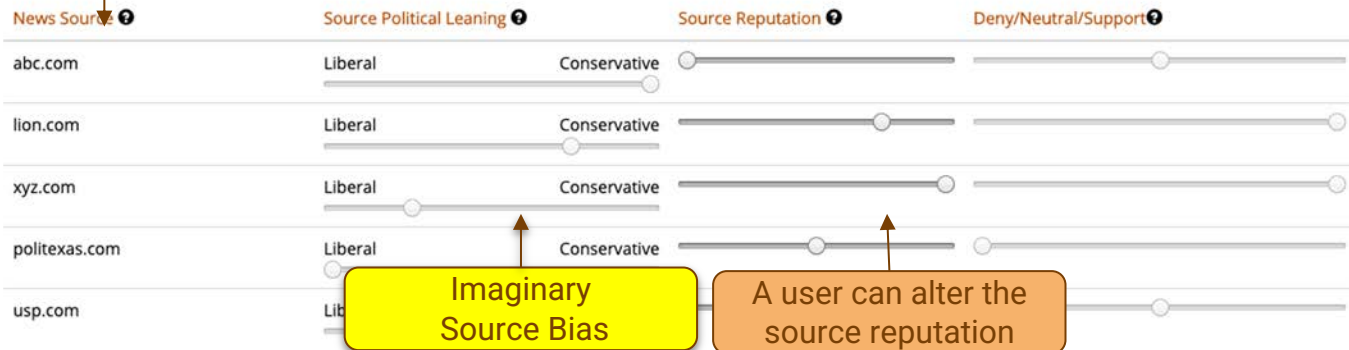 News Source ? Source Political Leaning ? Source Reputation ? Deny/Neutral/Support ?
abc.com Liberal Conservative
lion.com Liberal Conservative
xyz.com Liberal Conservative
politexas.com Liberal Conservative
usp.com
Imaginary
Source Bias
A user can alter the
source reputation